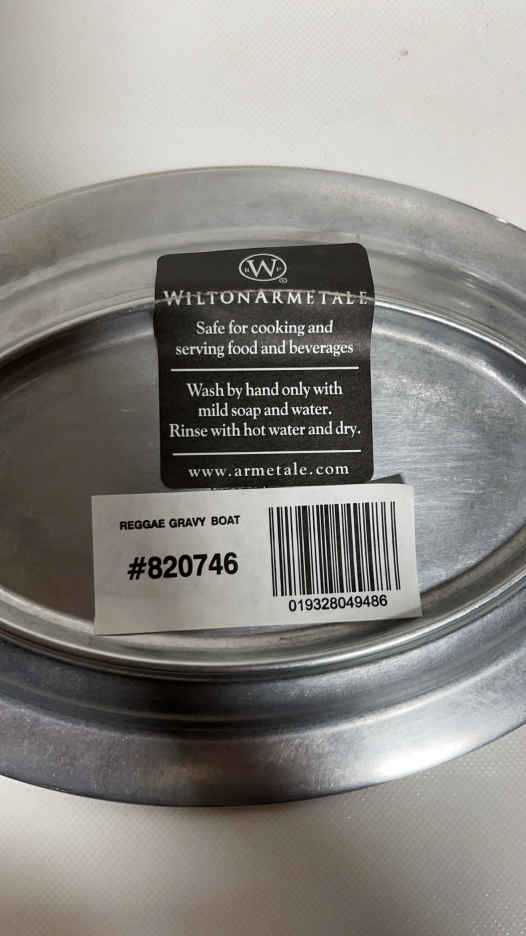 W
R P
®
WILTONARMETALE
Safe for cooking and
serving food and beverages
Wash by hand only with
mild soap and water.
Rinse with hot water and dry.
www.armetale.com
REGGAE GRAVY BOAT
#820746
019328049486